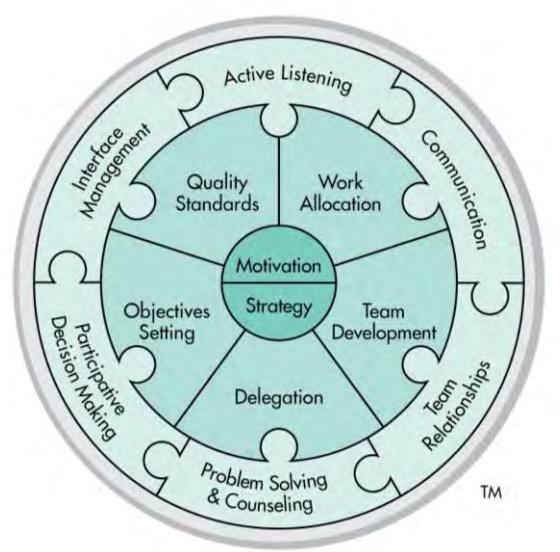 Active Listening
Communication
Team
Relationships
Problem Solving
& Counseling
Participative
Decision Making
Interface
Management
Quality
Standards
Work
Allocation
Team
Development
Delegation
Objectives
Setting
Motivation
Strategy
TM